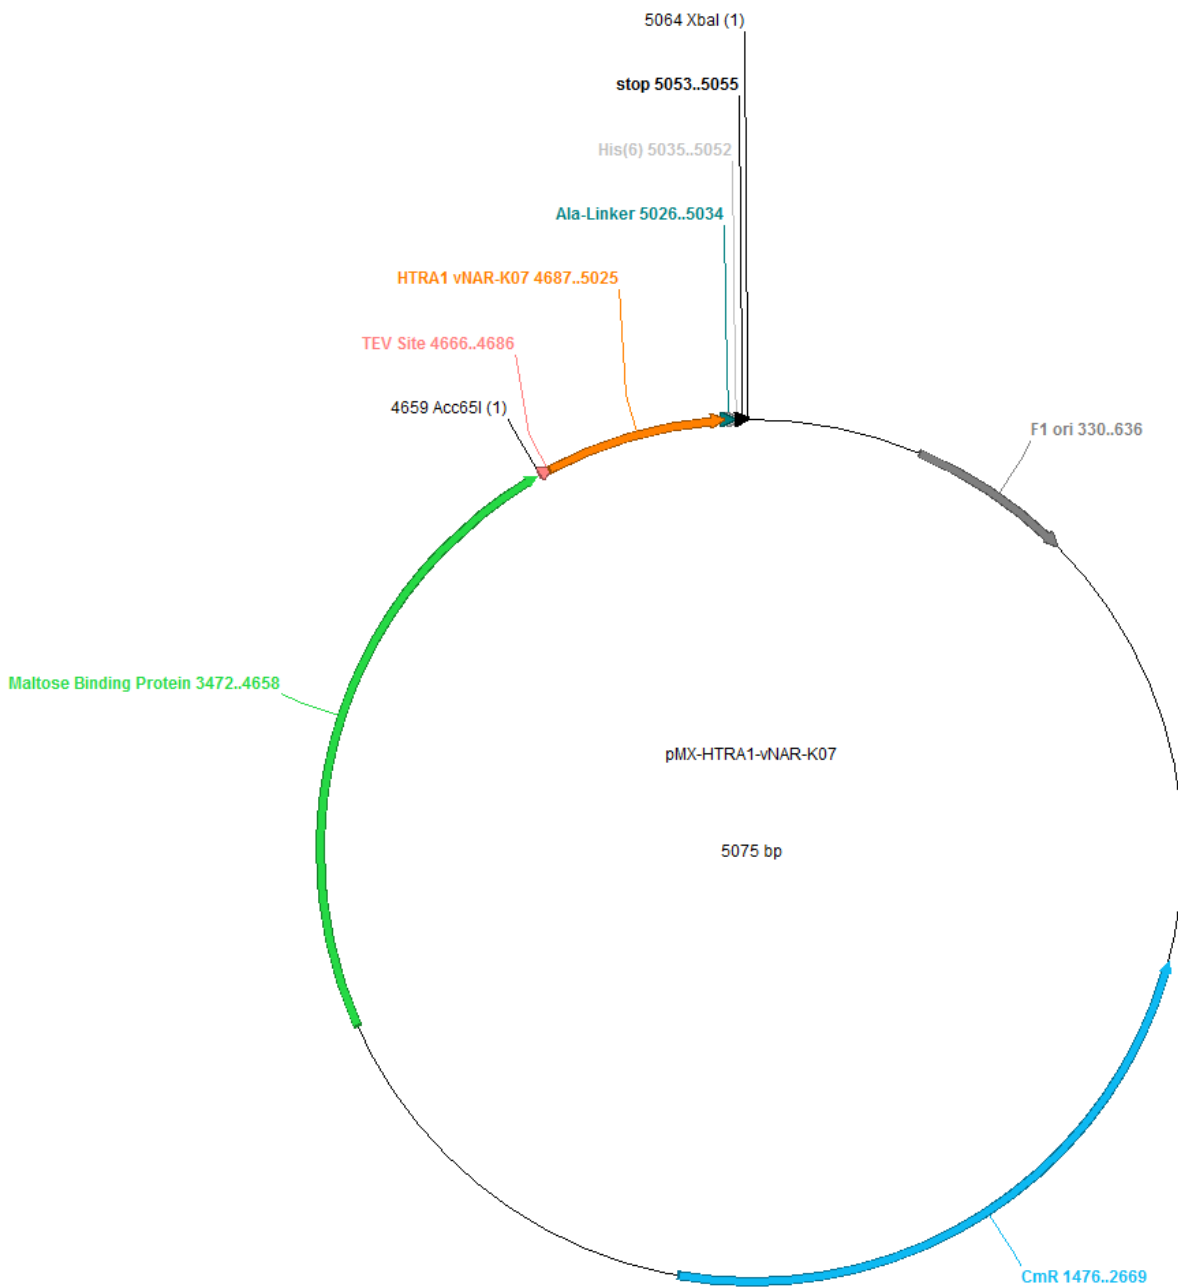 5064 XbaI (1)
stop 5053..5055
His(6) 5035..5052
Ala-Linker 5026..5034
HTRA1 vNAR-K07 4687..5025
TEV Site 4666..4686
4659 Acc65I (1)
F1 ori 330..636
Maltose Binding Protein 3472..4658
pMX-HTRA1-vNAR-K07
5075 bp
CmR 1476..2669